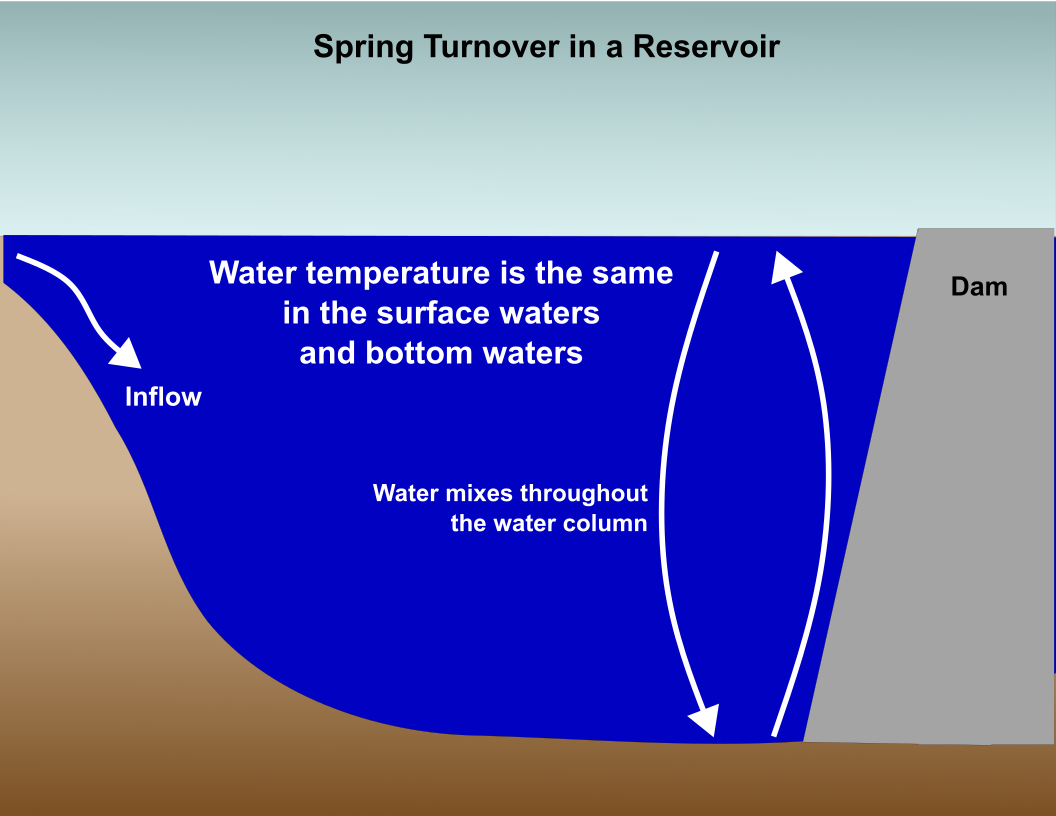 Spring Turnover in a Reservoir
Water temperature is the same
in the surface waters
and bottom waters
Dam
Inflow
Water mixes throughout
the water column